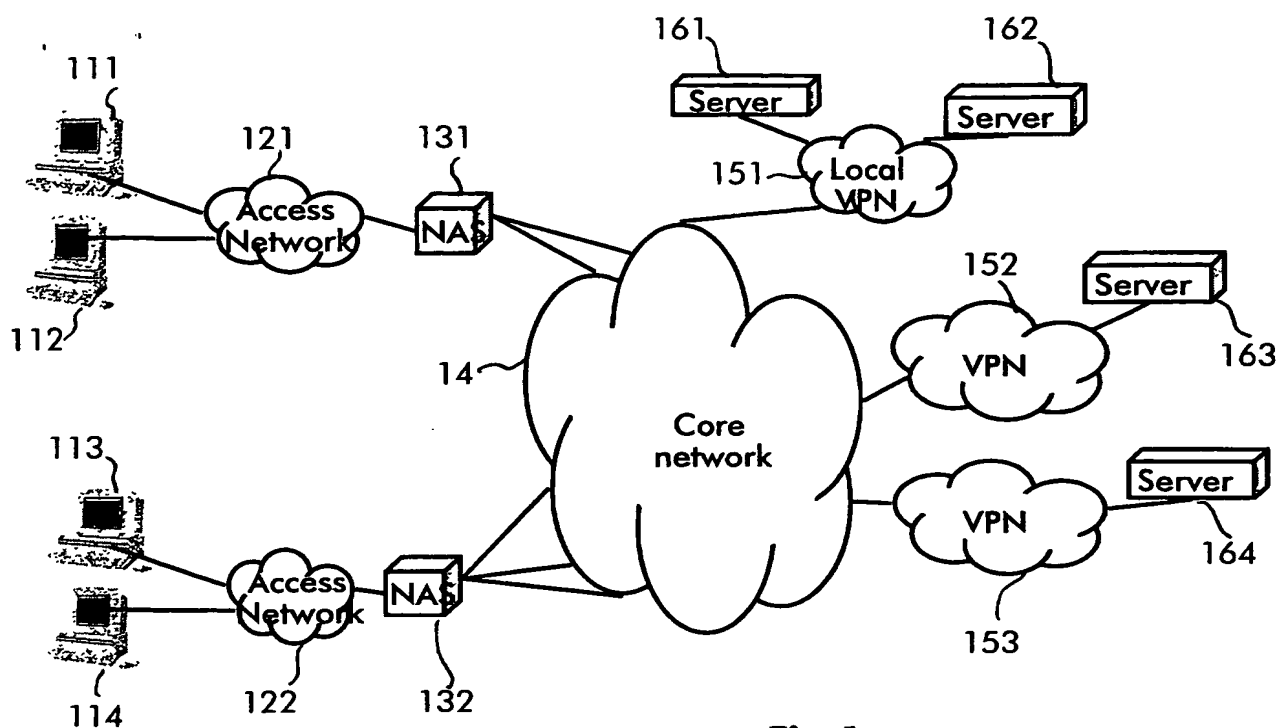 161
162
111
Server
Server
121
131
151
Local
VPN
Access
Network
NAS
152
Server
112
163
14
VPN
Core
network
113
Server
VPN
164
Access
Network
NAS
153
114
122
132